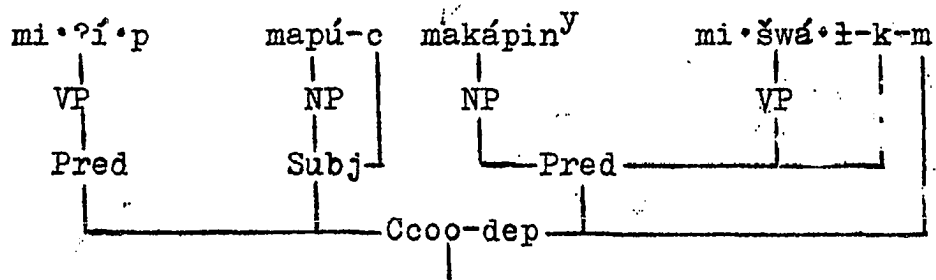 mi·ʔí·p mapú-c makápinʸ mi·šwá·ɫ-k-m
VP NP NP VP
Pred Subj Pred
Ccoo-dep